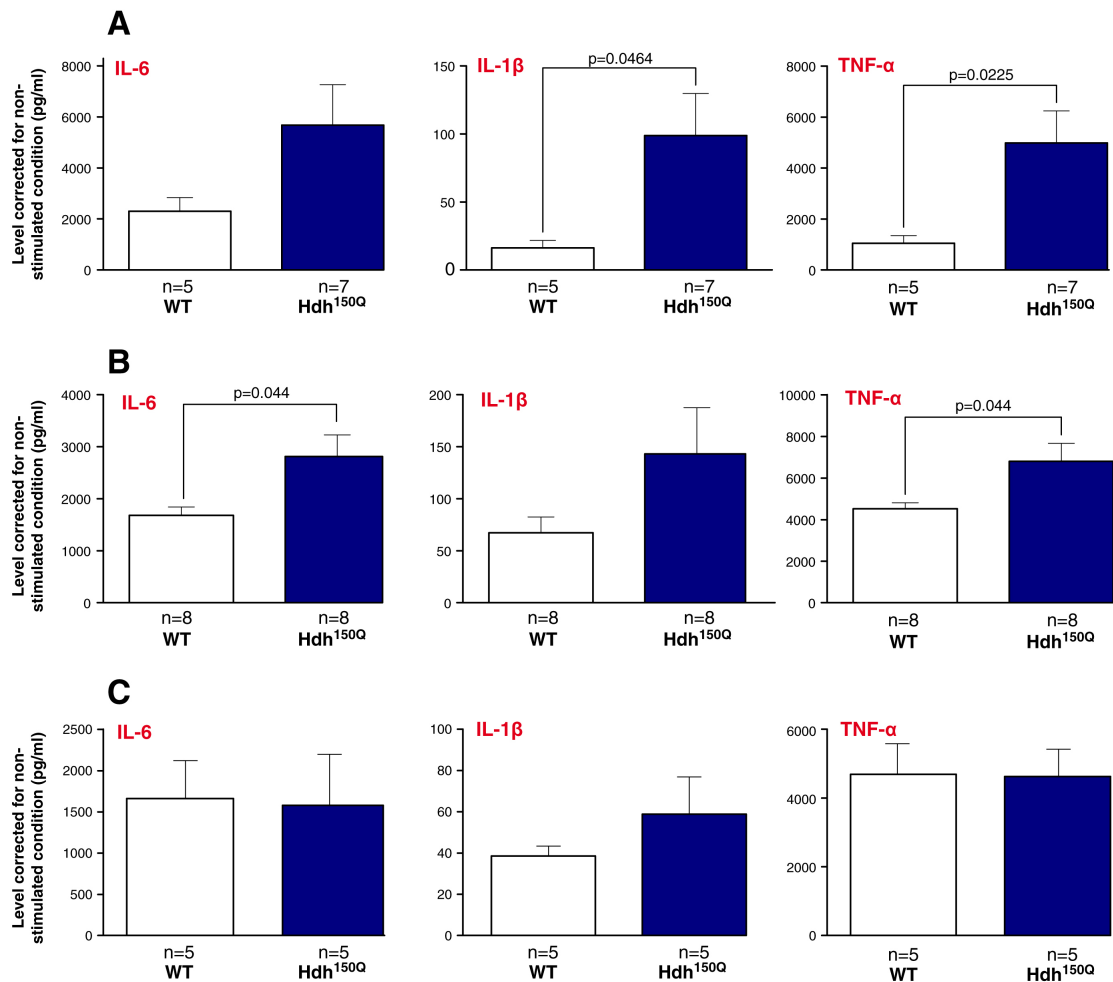 A
Level corrected for non-
stimulated condition (pg/ml)
IL-6
8000
6000
4000
2000
0
n=5
WT
n=7
Hdh150Q
IL-1β
p=0.0464
150
100
50
0
n=5
WT
n=7
Hdh150Q
TNF-α
p=0.0225
8000
6000
4000
2000
0
n=5
WT
n=7
Hdh150Q
B
Level corrected for non-
stimulated condition (pg/ml)
IL-6
p=0.044
4000
3000
2000
1000
0
n=8
WT
n=8
Hdh150Q
IL-1β
200
150
100
50
0
n=8
WT
n=8
Hdh150Q
TNF-α
p=0.044
10000
8000
6000
4000
2000
0
n=8
WT
n=8
Hdh150Q
C
Level corrected for non-
stimulated condition (pg/ml)
IL-6
2500
2000
1500
1000
500
0
n=5
WT
n=5
Hdh150Q
IL-1β
100
80
60
40
20
0
n=5
WT
n=5
Hdh150Q
TNF-α
6000
4000
2000
0
n=5
WT
n=5
Hdh150Q